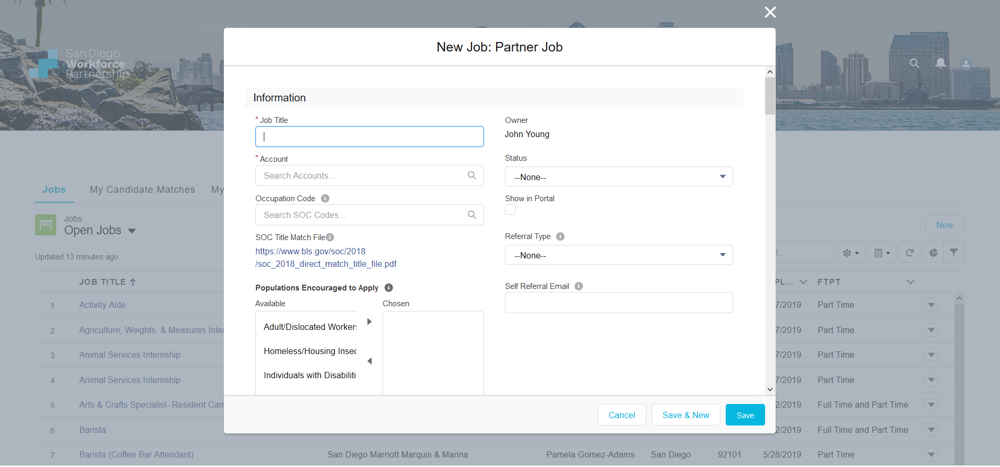 New Job: Partner Job
San Diego
Workforce
Partnership
Information
* Job Title
Owner
John Young
* Account
Search Accounts...
Status
--None--
Jobs
My Candidate Matches
My
Occupation Code
Search SOC Codes...
Show in Portal
Jobs
Open Jobs
New
SOC Title Match File
https://www.bls.gov/soc/2018
/soc_2018_direct_match_title_file.pdf
Referral Type
--None--
Updated 13 minutes ago
t...
Populations Encouraged to Apply
Available
Chosen
Self Referral Email
Adult/Dislocated Workers
Homeless/Housing Insec
Individuals with Disabiliti
JOB TITLE
PL...
FTPT
1 Activity Aide 7/2019 Part Time
2 Agriculture, Weights, & Measures Inte 7/2019 Part Time
3 Animal Services Internship 7/2019 Part Time
4 Animal Services Internship 7/2019 Part Time
5 Arts & Crafts Specialist- Resident Cam 2/2019 Full Time and Part Time
6 Barista 2/2019 Full Time and Part Time
7 Barista (Coffee Bar Attendant) San Diego Marriott Marquis & Marina Pamela Gomez-Adams San Diego 92101 5/28/2019 Part Time
Cancel
Save & New
Save